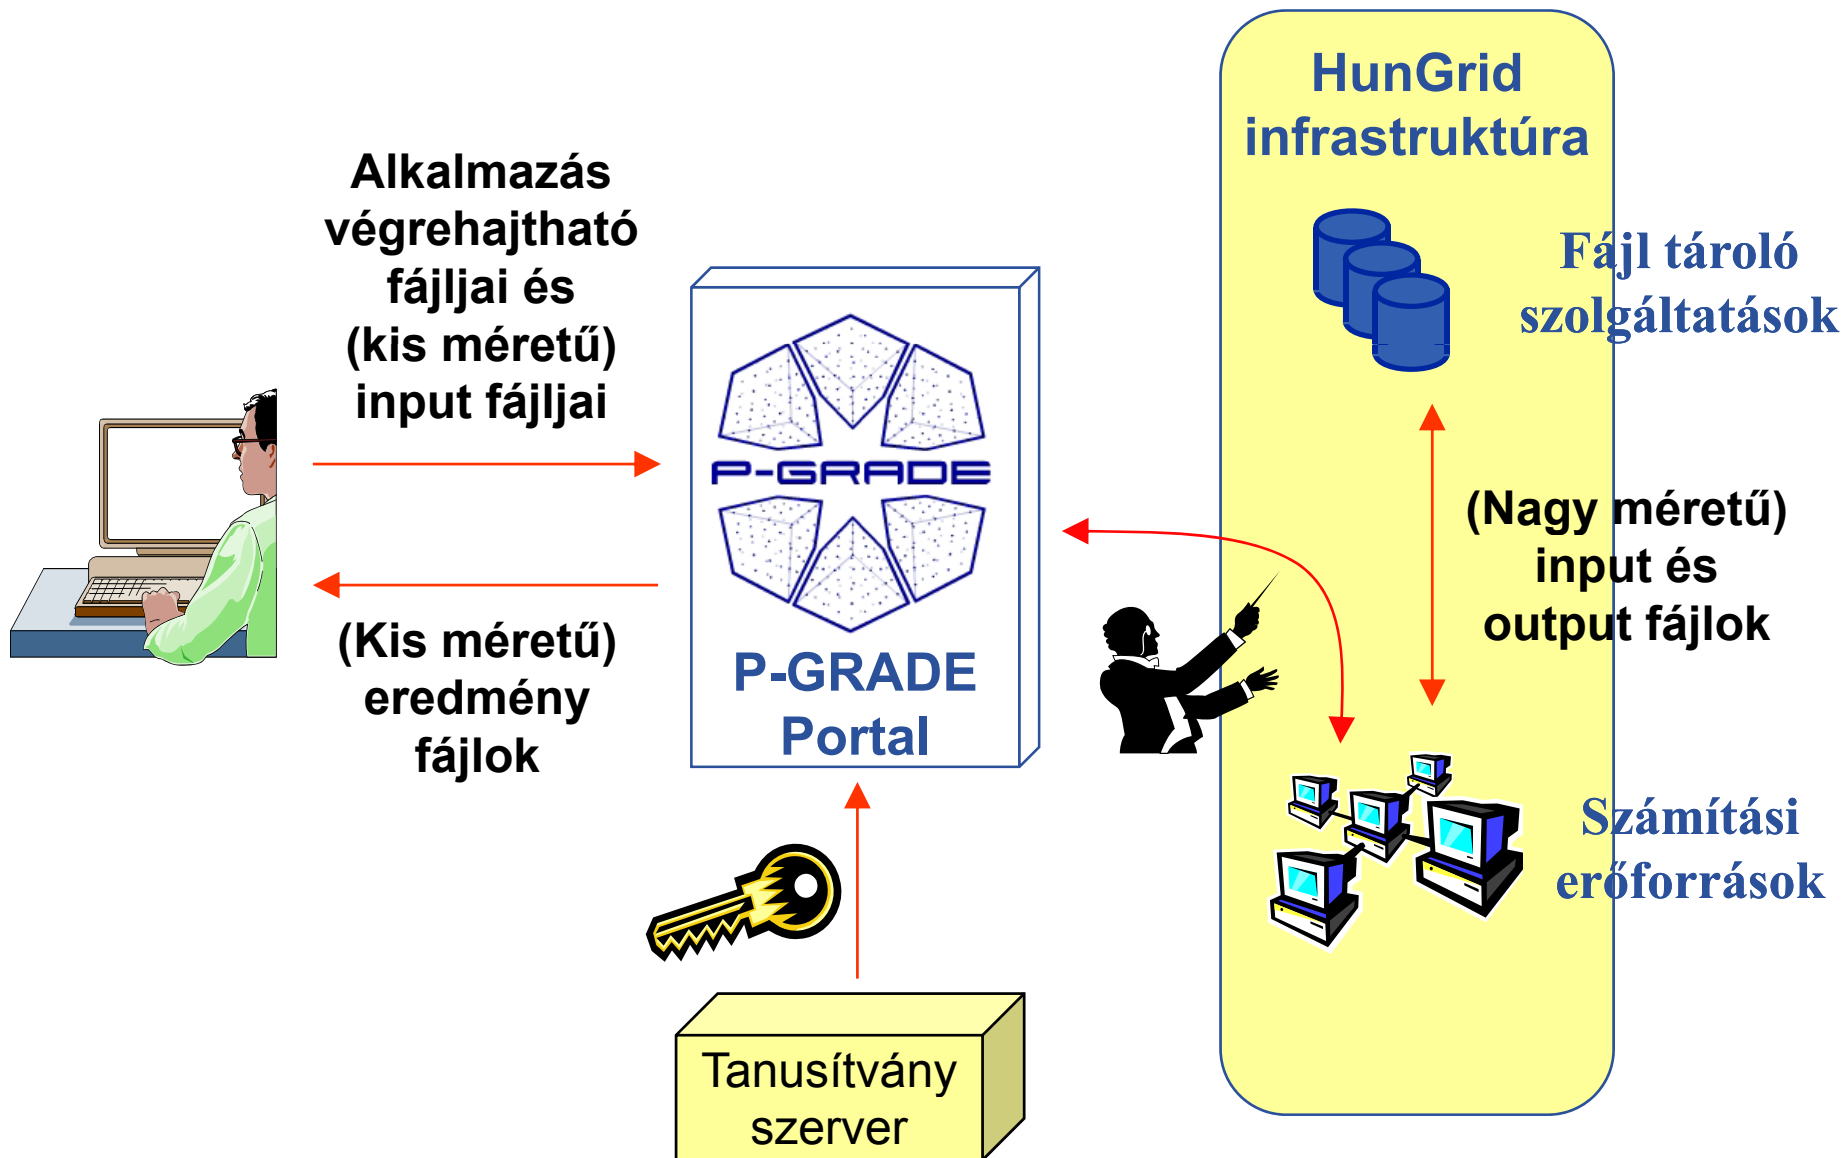 Alkalmazás
végrehajtható
fájljai és
(kis méretű)
input fájljai
(Kis méretű)
eredmény
fájlok
P-GRADE
P-GRADE
Portal
Tanusítvány
szerver
HunGrid
infrastruktúra
Fájl tároló
szolgáltatások
(Nagy méretű)
input és
output fájlok
Számítási
erőforrások